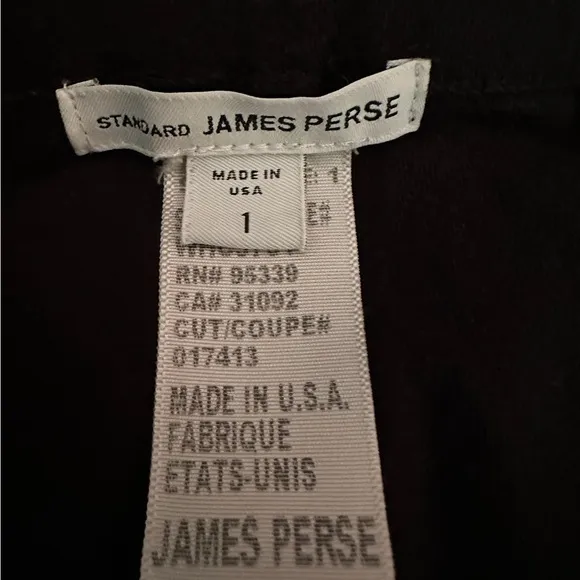 STANDARD JAMES PERSE
MADE IN
USA
1
1
RN# 95339
CA# 31092
CUT/COUPE#
017413
MADE IN U.S.A.
FABRIQUE
ETATS-UNIS
JAMES PERSE